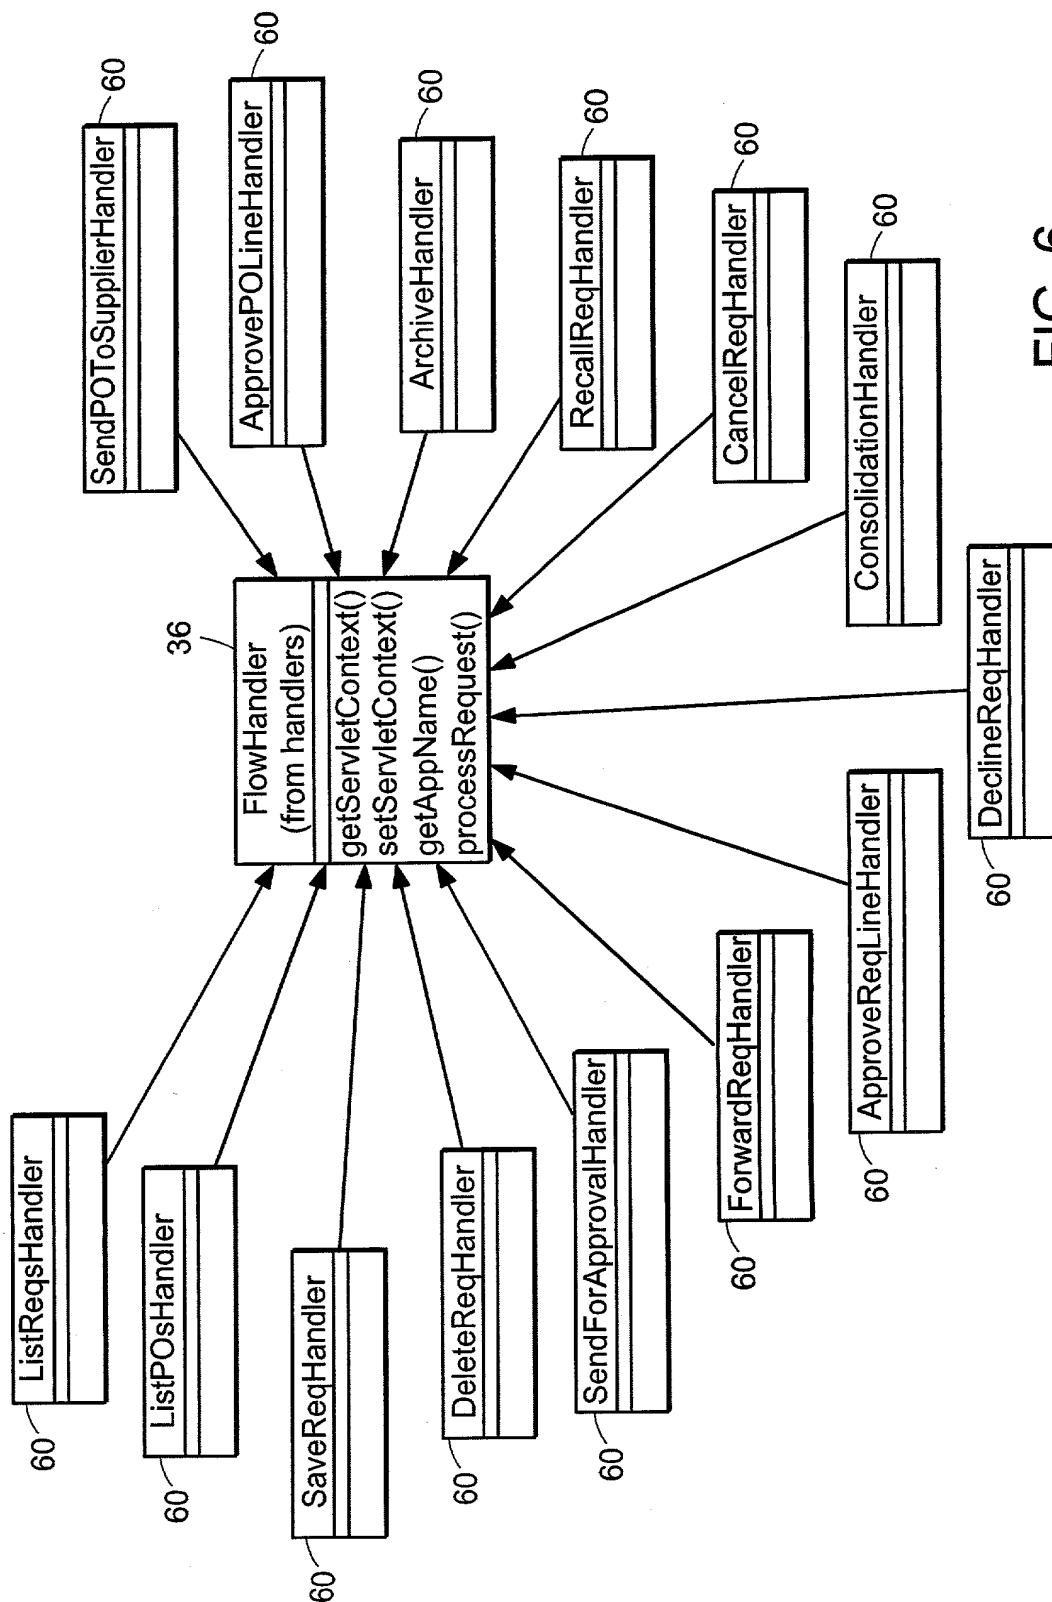 ListReqsHandler
60
ListPOsHandler
60
SaveReqHandler
60
DeleteReqHandler
60
SendForApprovalHandler
60
ForwardReqHandler
60
ApproveReqLineHandler
60
DeclineReqHandler
60
36
FlowHandler
(from handlers)
getServletContext()
setServletContext()
getAppName()
processRequest()
SendPOToSupplierHandler
60
ApprovePOLineHandler
60
ArchiveHandler
60
RecallReqHandler
60
CancelReqHandler
60
ConsolidationHandler
60
FIG. 6